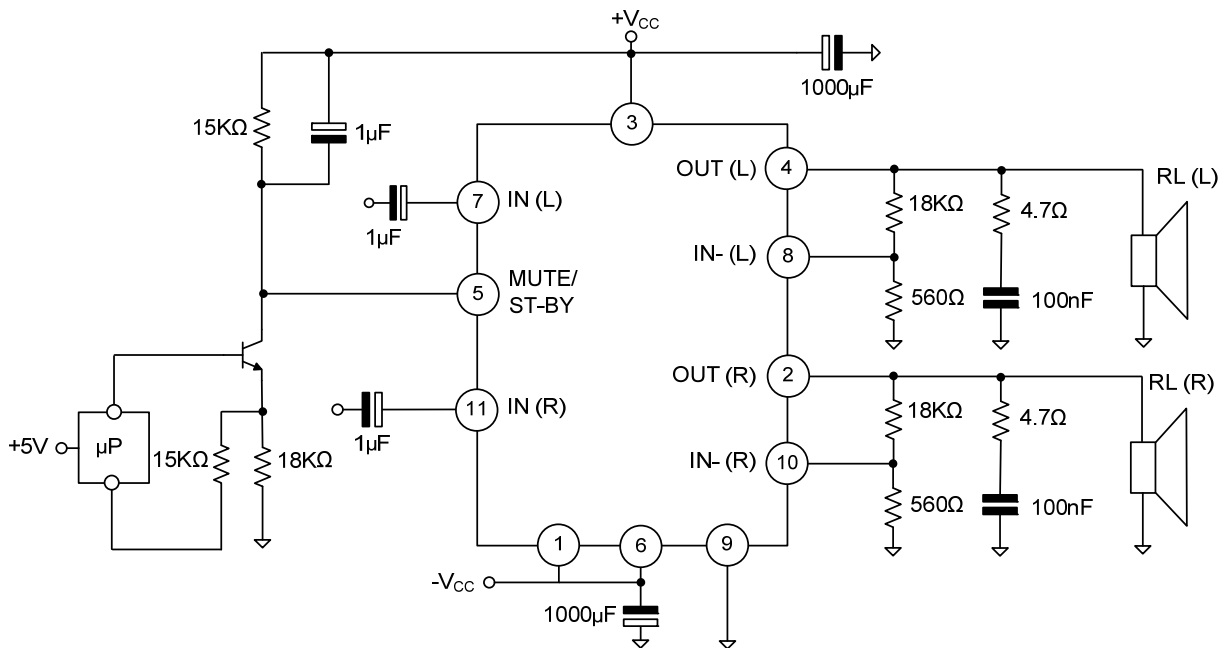 +VCC
1000µF
15KΩ
1µF
3
OUT (L)
4
RL (L)
7
IN (L)
1µF
18KΩ
4.7Ω
IN- (L)
8
5
MUTE/
ST-BY
560Ω
100nF
OUT (R)
2
RL (R)
11
IN (R)
1µF
18KΩ
4.7Ω
+5V
µP
15KΩ
18KΩ
IN- (R)
10
560Ω
100nF
1
6
9
-VCC
1000µF